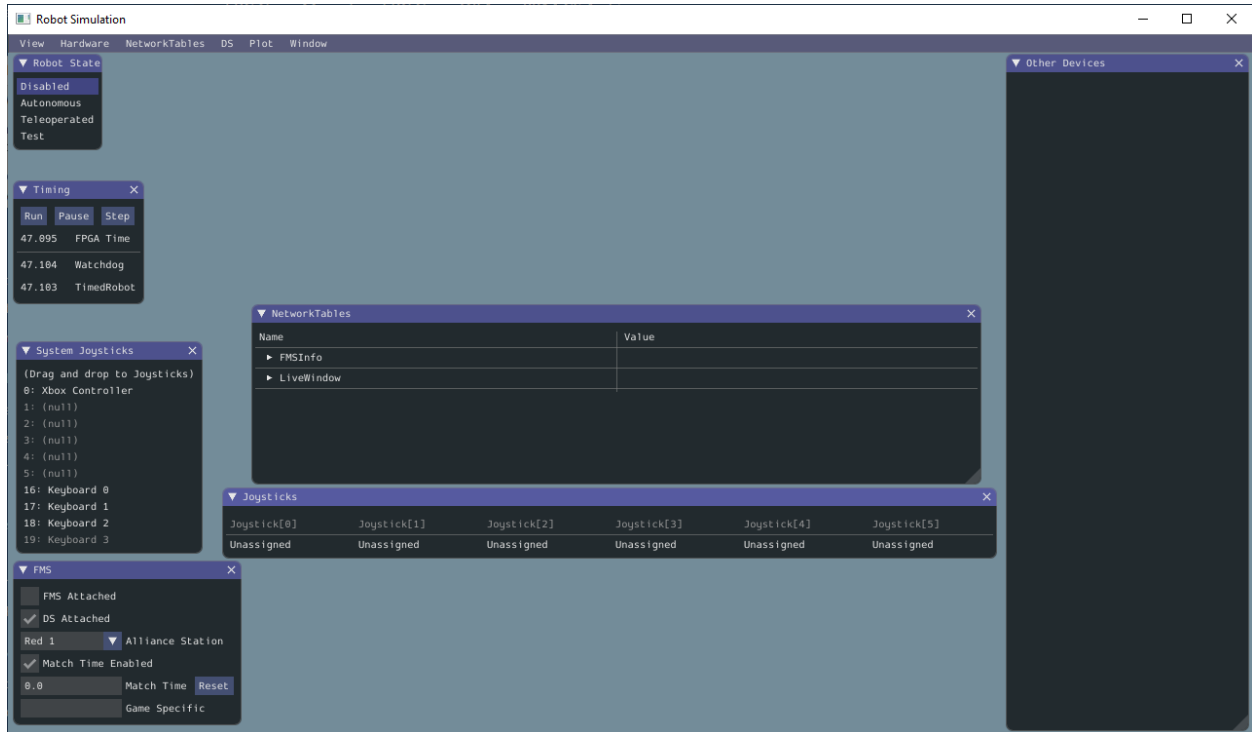 Robot Simulation
View Hardware NetworkTables DS Plot Window
Robot State
Disabled
Autonomous
Teleoperated
Test
Timing
Run Pause Step
47.095 FPGA Time
47.104 Watchdog
47.103 TimedRobot
System Joysticks
(Drag and drop to Joysticks)
0: Xbox Controller
1: (null)
2: (null)
3: (null)
4: (null)
5: (null)
16: Keyboard 0
17: Keyboard 1
18: Keyboard 2
19: Keyboard 3
FMS
FMS Attached
DS Attached
Red 1 Alliance Station
Match Time Enabled
0.0 Match Time Reset
Game Specific
NetworkTables
Name Value
FMSInfo
LiveWindow
Joysticks
Joystick[0] Joystick[1] Joystick[2] Joystick[3] Joystick[4] Joystick[5]
Unassigned Unassigned Unassigned Unassigned Unassigned Unassigned
Other Devices